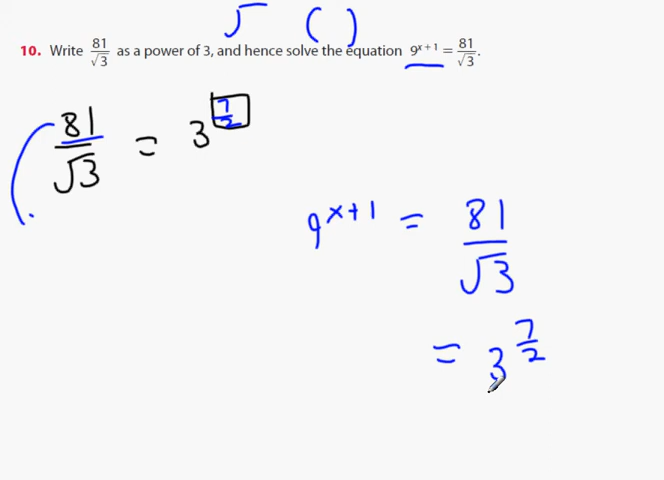 √ ( )
10. Write 81/√3 as a power of 3, and hence solve the equation 9^(x+1) = 81/√3.
81/√3 = 3^(7/2)
9^(x+1) = 81/√3
= 3^(7/2)